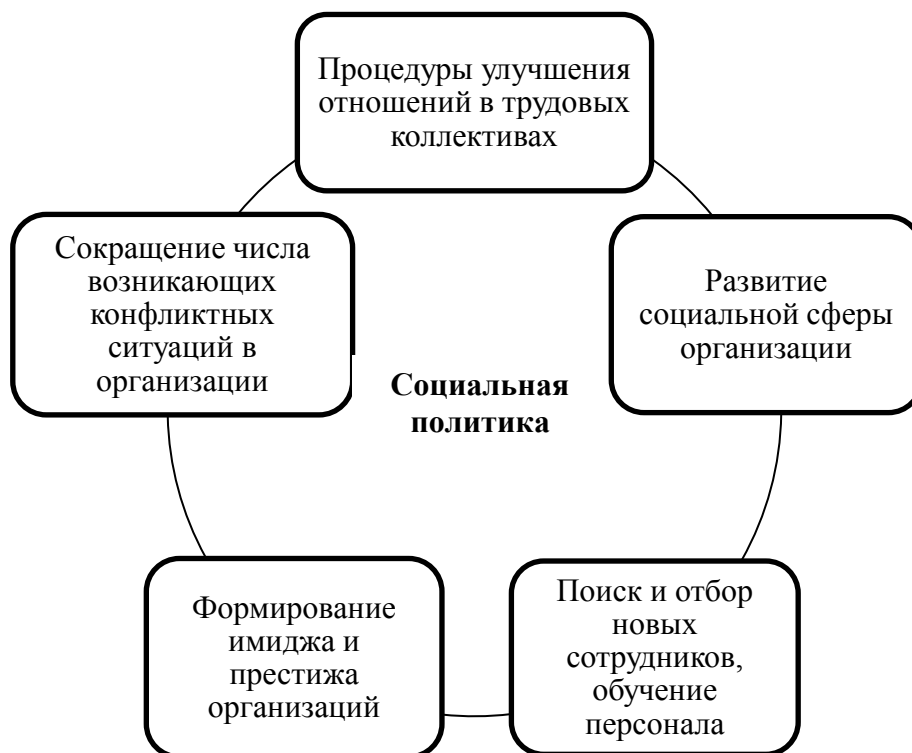 Процедуры улучшения
отношений в трудовых
коллективах
Сокращение числа
возникающих
конфликтных
ситуаций в
организации
Развитие
социальной сферы
организации
Социальная
политика
Формирование
имиджа и
престижа
организаций
Поиск и отбор
новых
сотрудников,
обучение
персонала